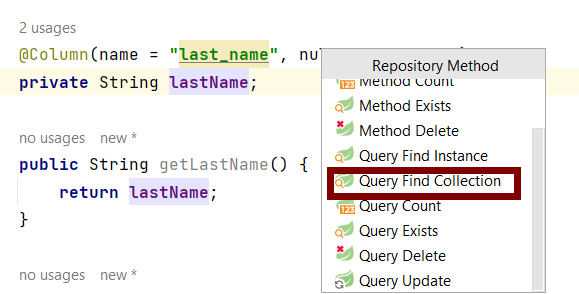 2 usages
@Column(name = "last_name", nu
private String lastName;
no usages new *
public String getLastName() {
return lastName;
}
no usages new *
Repository Method
Method Count
Method Exists
Method Delete
Query Find Instance
Query Find Collection
Query Count
Query Exists
Query Delete
Query Update